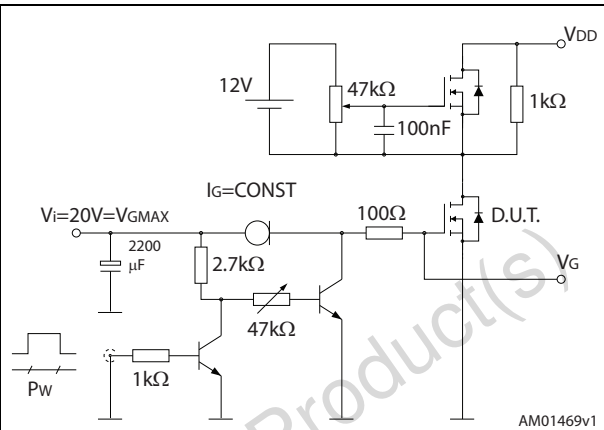 VDD
12V
47kΩ
1kΩ
100nF
IG=CONST
Vi=20V=VGMAX
100Ω
D.U.T.
2200
μF
2.7kΩ
VG
47kΩ
1kΩ
PW
Product(s)
AM01469v1